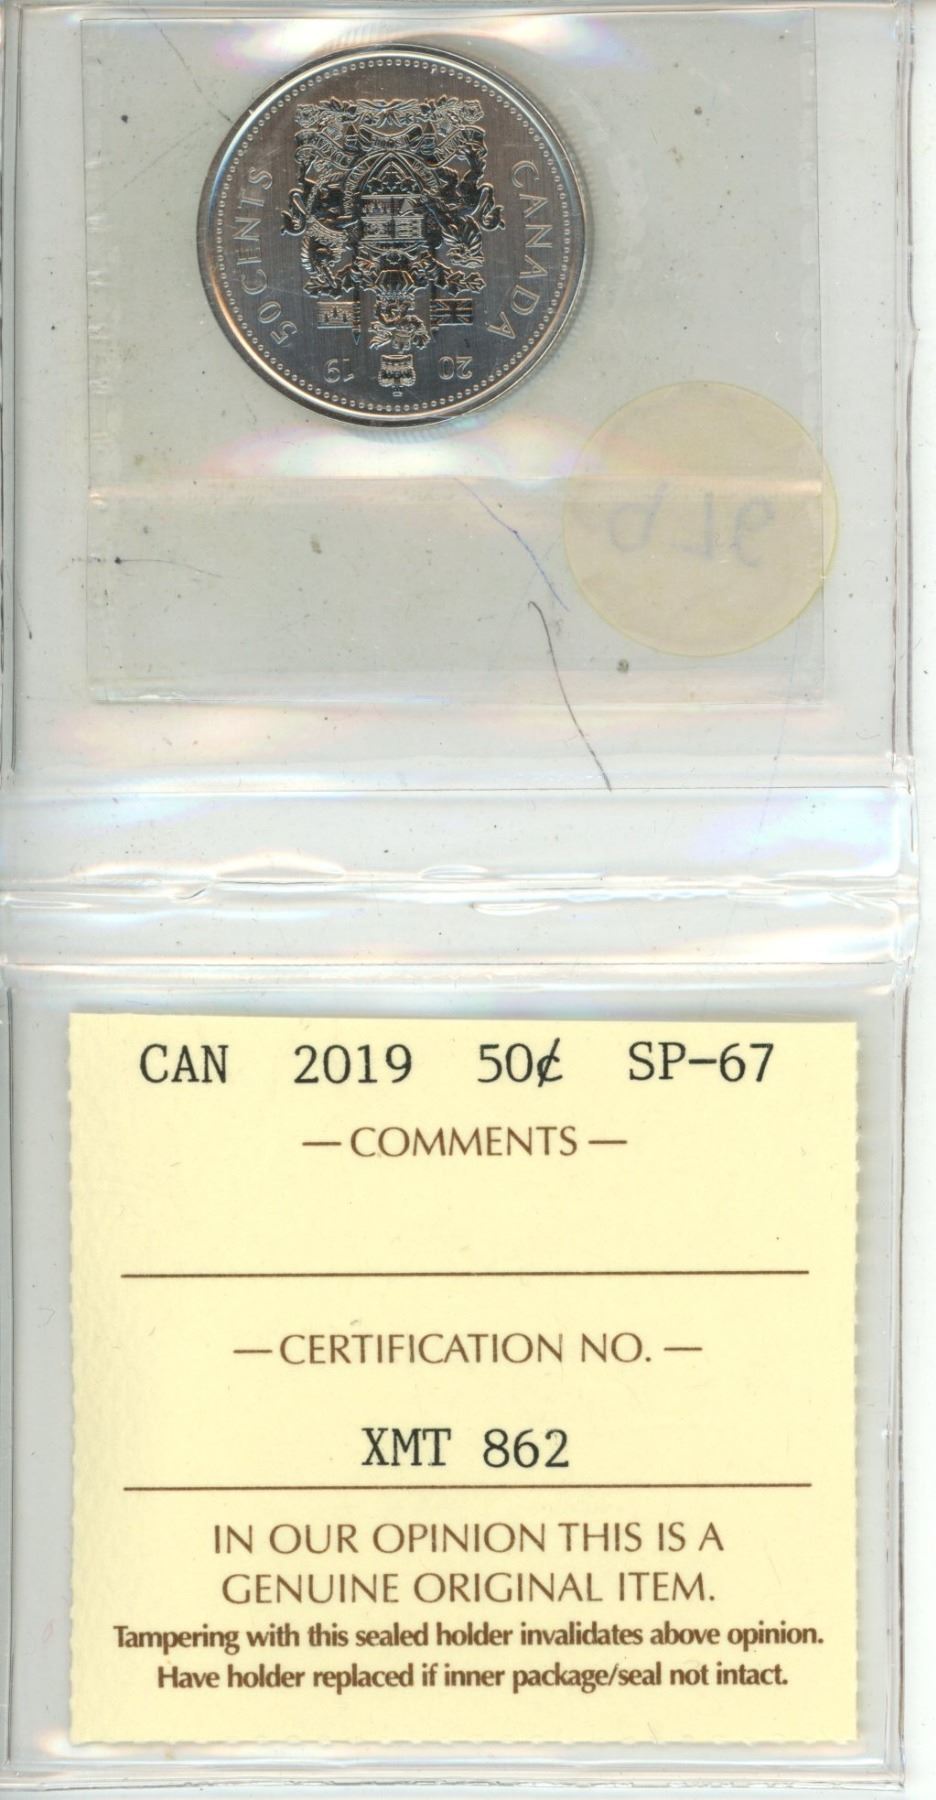 CANADA
50 CENTS
20 19
CAN 2019 50¢ SP-67
— COMMENTS —
— CERTIFICATION NO. —
XMT 862
IN OUR OPINION THIS IS A
GENUINE ORIGINAL ITEM.
Tampering with this sealed holder invalidates above opinion.
Have holder replaced if inner package/seal not intact.